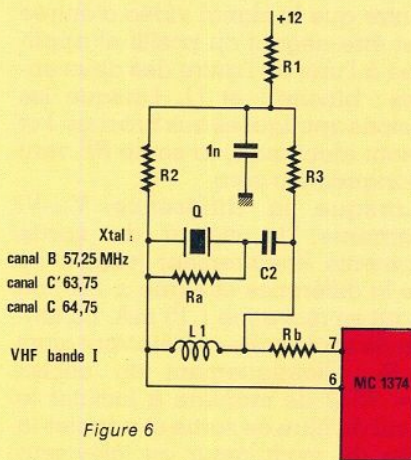 +12
R1
1n
R2
R3
Xtal :
Q
canal B 57,25 MHz
canal C' 63,75
canal C 64,75
C2
Ra
L1
Rb
7
VHF bande I
6
MC 1374
Figure 6